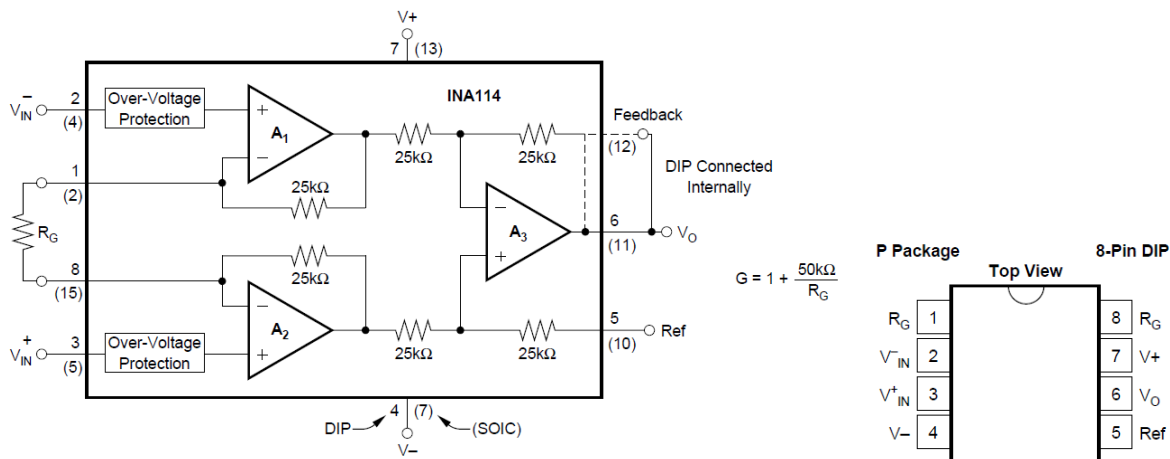 V+
7 (13)
INA114
V⁻IN
2
(4)
Over-Voltage
Protection
+
A1
−
25kΩ
25kΩ
Feedback
(12)
DIP Connected
Internally
1
(2)
25kΩ
RG
−
A3
+
6
(11)
VO
8
(15)
25kΩ
−
A2
+
V⁺IN
3
(5)
Over-Voltage
Protection
25kΩ
25kΩ
5
(10)
Ref
4 (7)
DIP
(SOIC)
V−
G = 1 + 50kΩ
RG
P Package
8-Pin DIP
Top View
RG 1
8 RG
V⁻IN 2
7 V+
V⁺IN 3
6 VO
V− 4
5 Ref